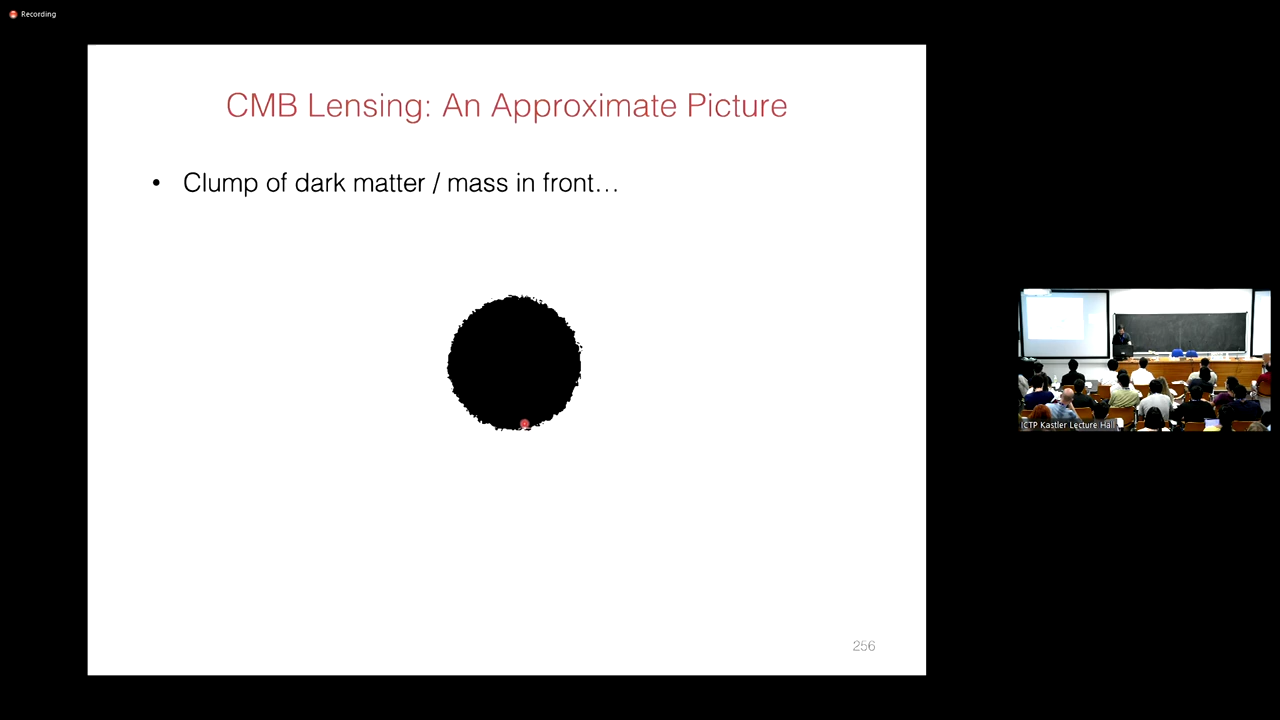 Recording
CMB Lensing: An Approximate Picture
• Clump of dark matter / mass in front…
256
ICTP Kastler Lecture Hall